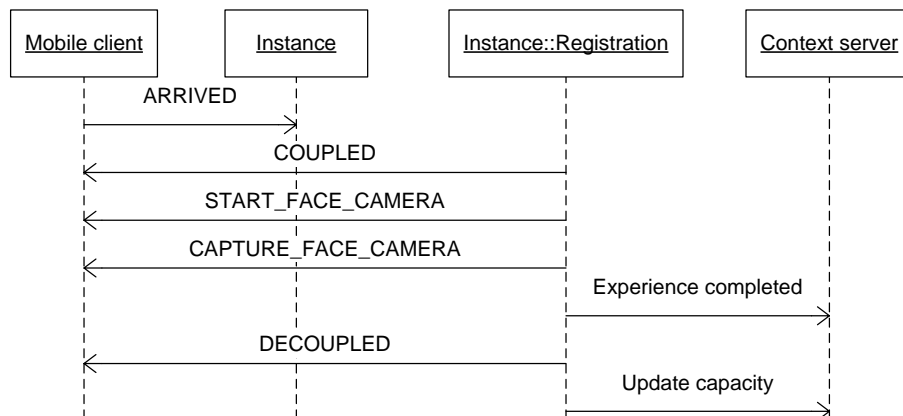 Mobile client
Instance
Instance::Registration
Context server
ARRIVED
COUPLED
START_FACE_CAMERA
CAPTURE_FACE_CAMERA
Experience completed
DECOUPLED
Update capacity